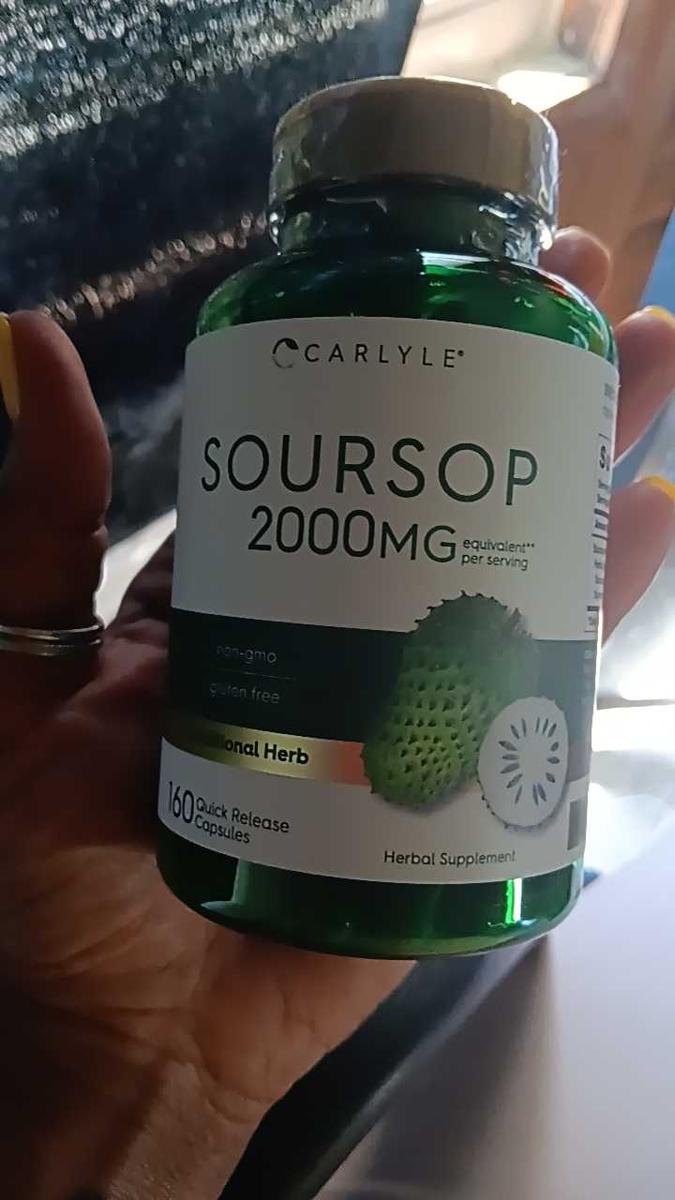 CARLYLE®
SOURSOP
2000MG equivalent**
per serving
non-gmo
gluten free
Herb
160 Quick Release
Capsules
Herbal Supplement